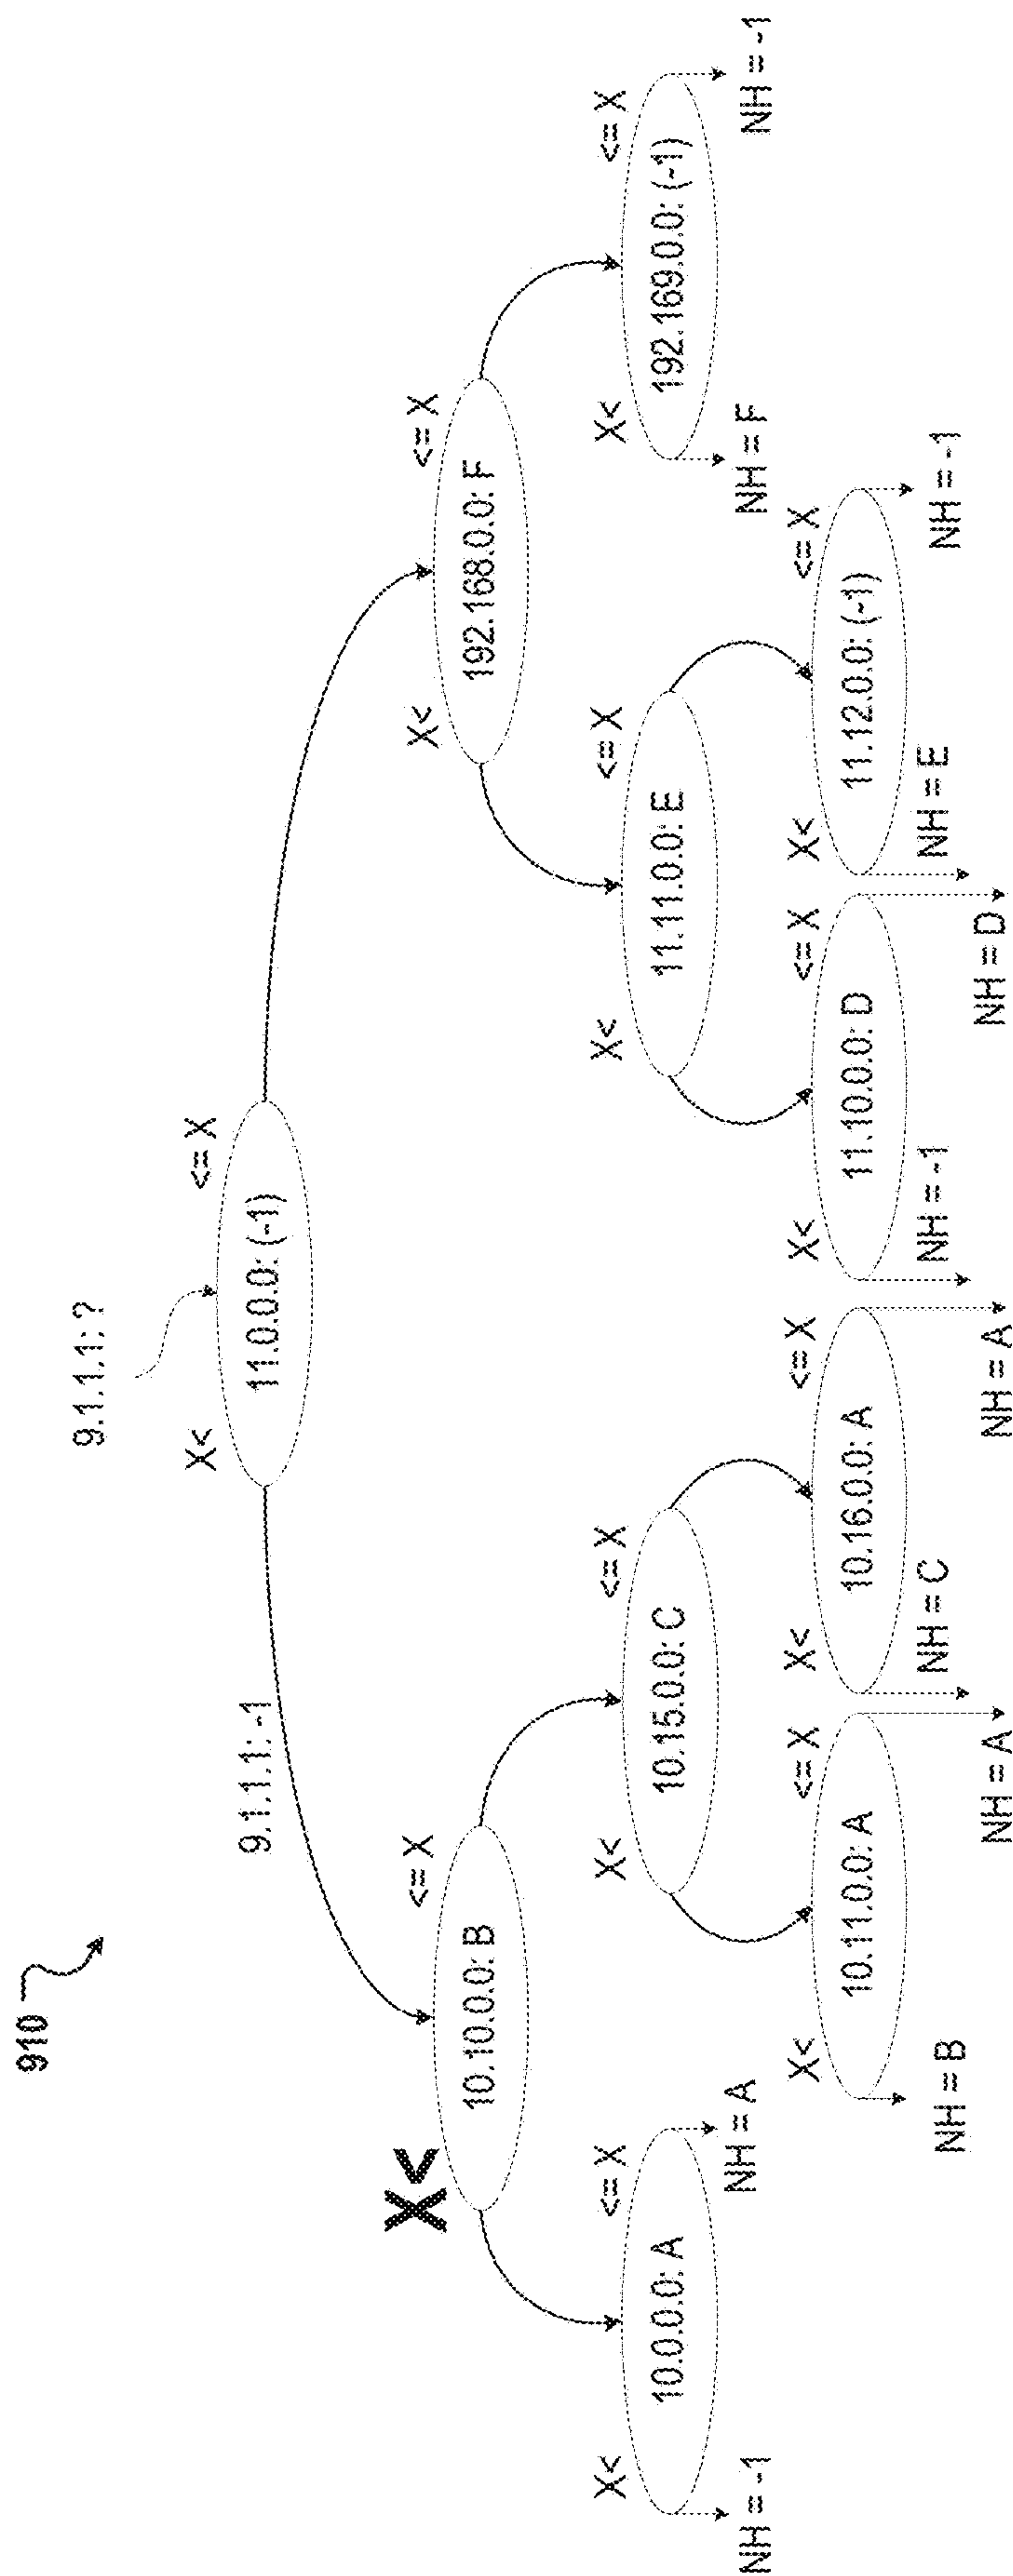 910
9.1.1.1: ?
X<
<= X
11.0.0.0: (-1)
9.1.1.1: -1
X<
<= X
10.10.0.0: B
X<
<= X
192.168.0.0: F
X<
<= X
10.0.0.0: A
NH = -1
NH = A
X<
<= X
10.15.0.0: C
X<
<= X
11.11.0.0: E
X<
<= X
192.169.0.0: (-1)
NH = F
NH = -1
X<
<= X
10.11.0.0: A
NH = B
NH = A
X<
<= X
10.16.0.0: A
NH = C
NH = A
X<
<= X
11.10.0.0: D
NH = -1
NH = D
X<
<= X
11.12.0.0: (-1)
NH = E
NH = -1